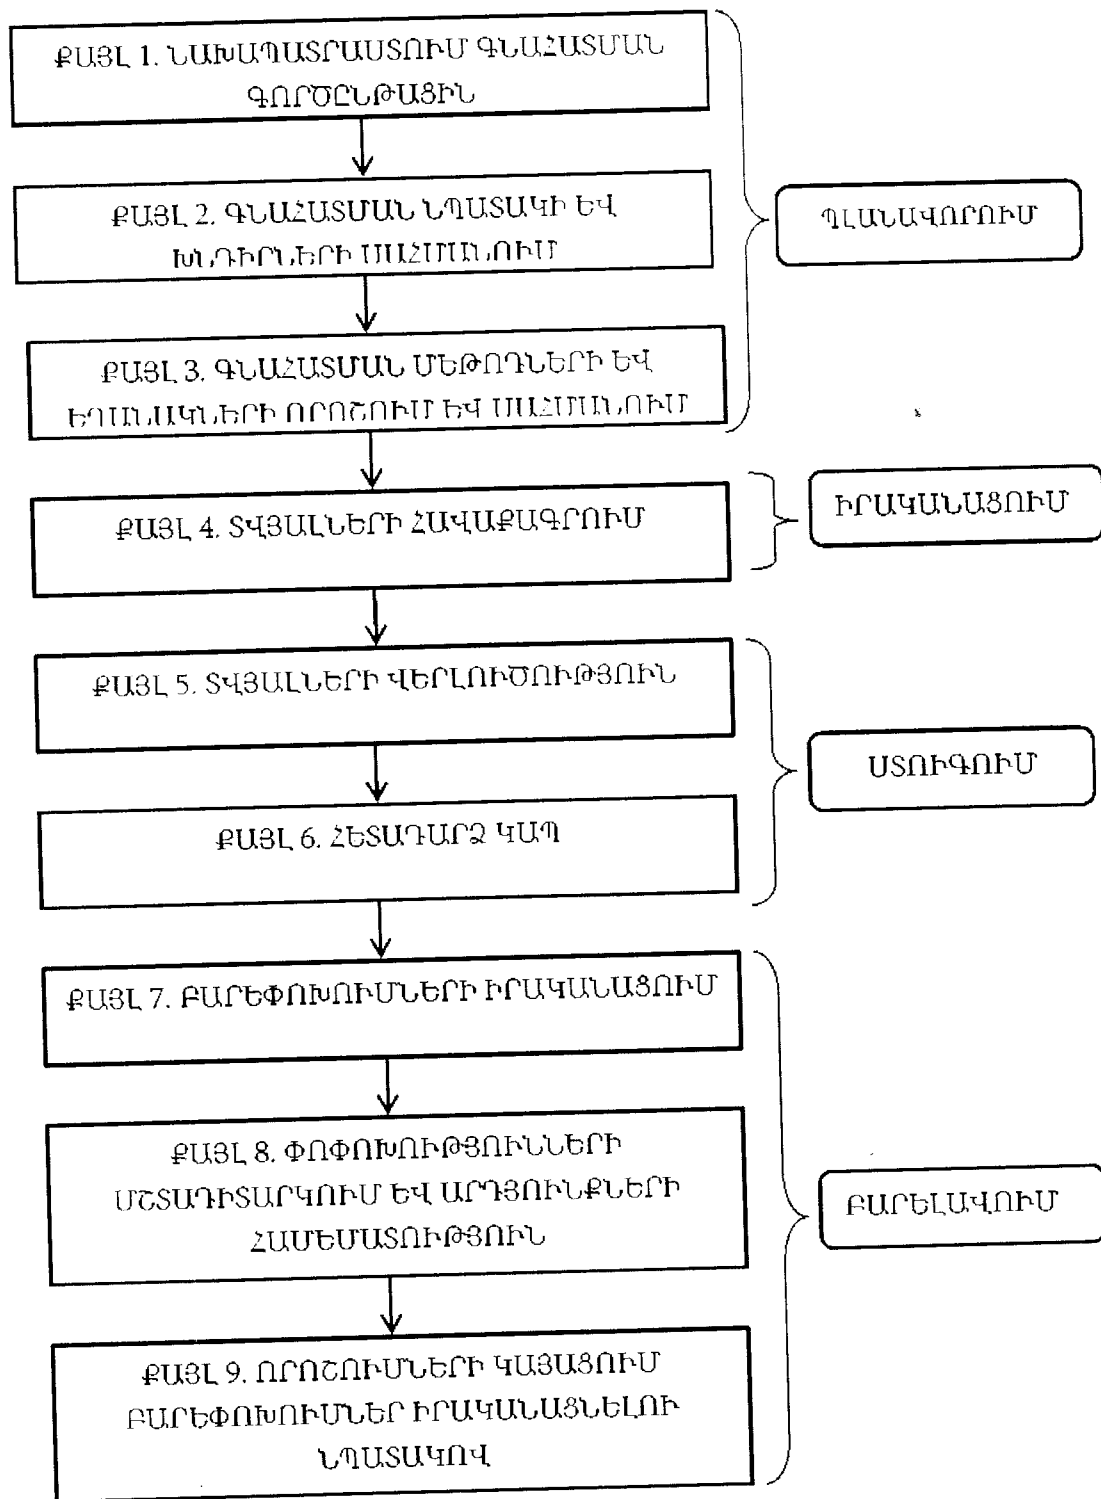 ՔԱՅԼ 1. ՆԱԽԱՊԱՏՐԱՍՏՈՒՄ ԳՆԱՀԱՏՄԱՆ
ԳՈՐԾԸՆԹԱՑԻՆ
ՔԱՅԼ 2. ԳՆԱՀԱՏՄԱՆ ՆՊԱՏԱԿԻ ԵՎ
ԽՆԴԻՐՆԵՐԻ ՍԱՀՄԱՆՈՒՄ
ՔԱՅԼ 3. ԳՆԱՀԱՏՄԱՆ ՄԵԹՈԴՆԵՐԻ ԵՎ
ԵՂԱՆԱԿՆԵՐԻ ՈՐՈՇՈՒՄ ԵՎ ՍԱՀՄԱՆՈՒՄ
ՊԼԱՆԱՎՈՐՈՒՄ
ՔԱՅԼ 4. ՏՎՅԱԼՆԵՐԻ ՀԱՎԱՔԱԳՐՈՒՄ
ԻՐԱԿԱՆԱՑՈՒՄ
ՔԱՅԼ 5. ՏՎՅԱԼՆԵՐԻ ՎԵՐԼՈՒԾՈՒԹՅՈՒՆ
ՔԱՅԼ 6. ՀԵՏԱԴԱՐՁ ԿԱՊ
ՍՏՈՒԳՈՒՄ
ՔԱՅԼ 7. ԲԱՐԵՓՈԽՈՒՄՆԵՐԻ ԻՐԱԿԱՆԱՑՈՒՄ
ՔԱՅԼ 8. ՓՈՓՈԽՈՒԹՅՈՒՆՆԵՐԻ
ՄՇՏԱԴԻՏԱՐԿՈՒՄ ԵՎ ԱՐԴՅՈՒՆՔՆԵՐԻ
ՀԱՄԵՄԱՏՈՒԹՅՈՒՆ
ՔԱՅԼ 9. ՈՐՈՇՈՒՄՆԵՐԻ ԿԱՅԱՑՈՒՄ
ԲԱՐԵՓՈԽՈՒՄՆԵՐ ԻՐԱԿԱՆԱՑՆԵԼՈՒ
ՆՊԱՏԱԿՈՎ
ԲԱՐԵԼԱՎՈՒՄ